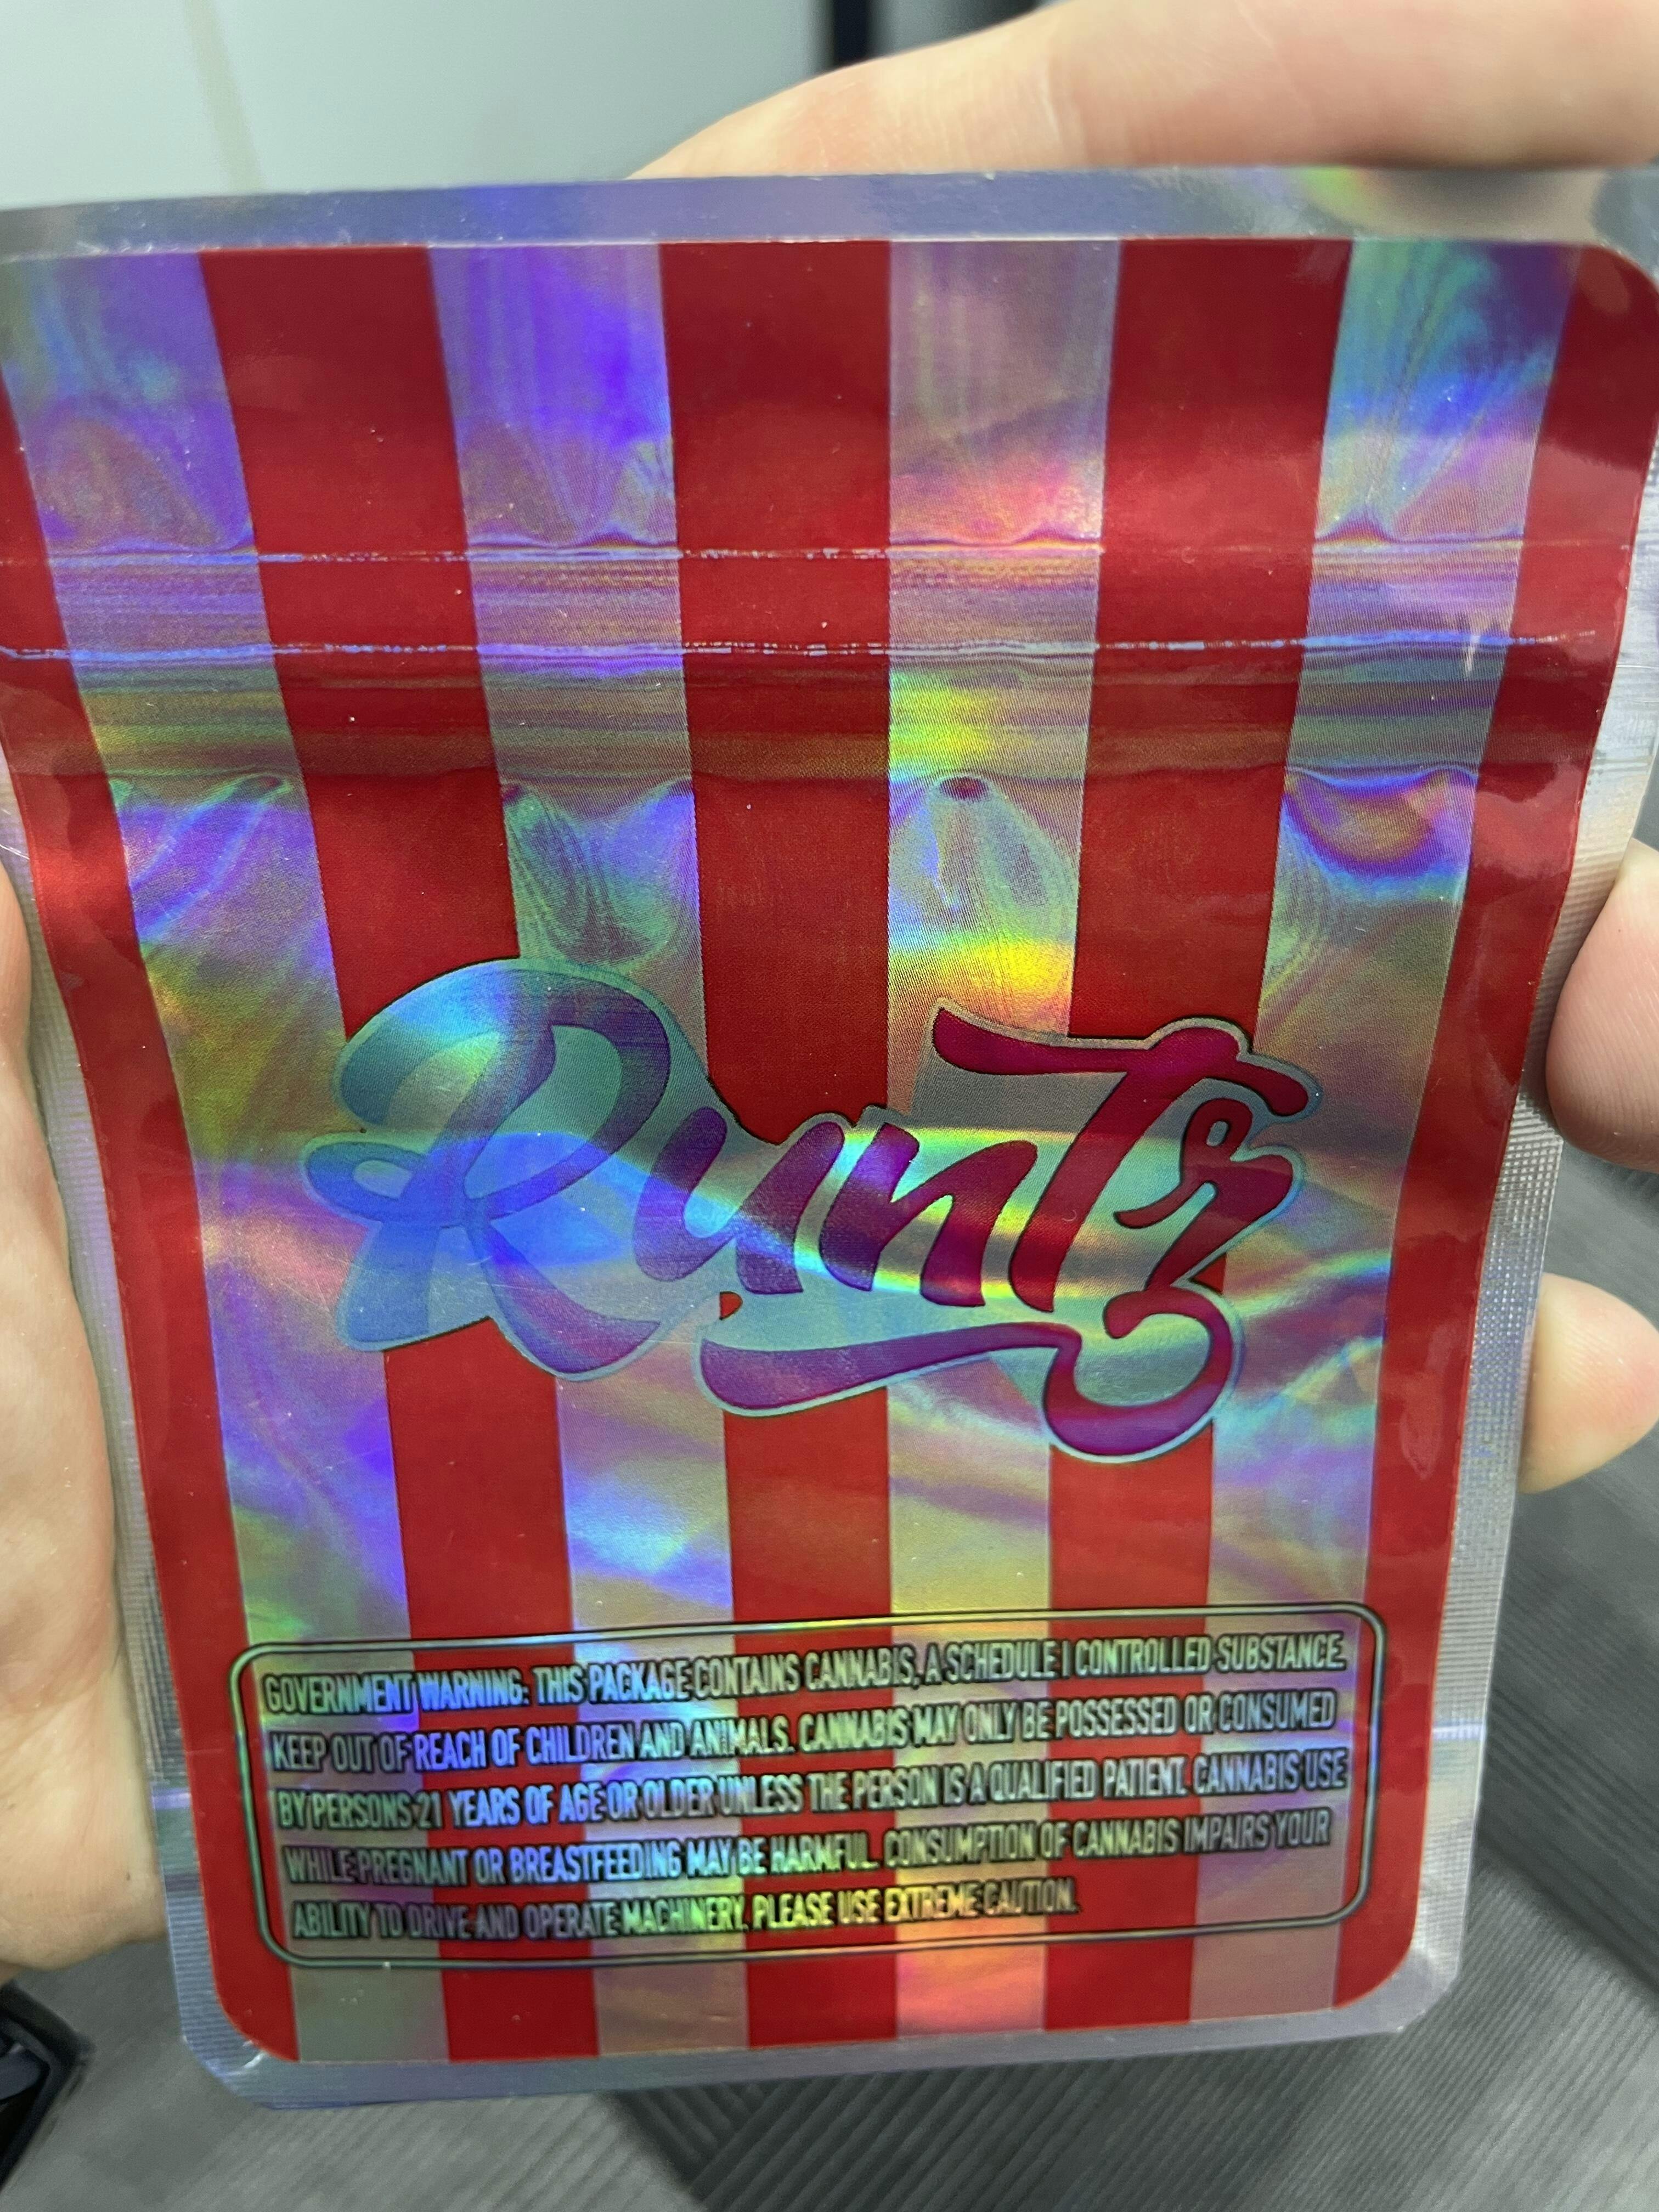 Runtz
GOVERNMENT WARNING: THIS PACKAGE CONTAINS CANNABIS, A SCHEDULE I CONTROLLED SUBSTANCE.
KEEP OUT OF REACH OF CHILDREN AND ANIMALS. CANNABIS MAY ONLY BE POSSESSED OR CONSUMED
BY PERSONS 21 YEARS OF AGE OR OLDER UNLESS THE PERSON IS A QUALIFIED PATIENT. CANNABIS USE
WHILE PREGNANT OR BREASTFEEDING MAY BE HARMFUL. CONSUMPTION OF CANNABIS IMPAIRS YOUR
ABILITY TO DRIVE AND OPERATE MACHINERY. PLEASE USE EXTREME CAUTION.